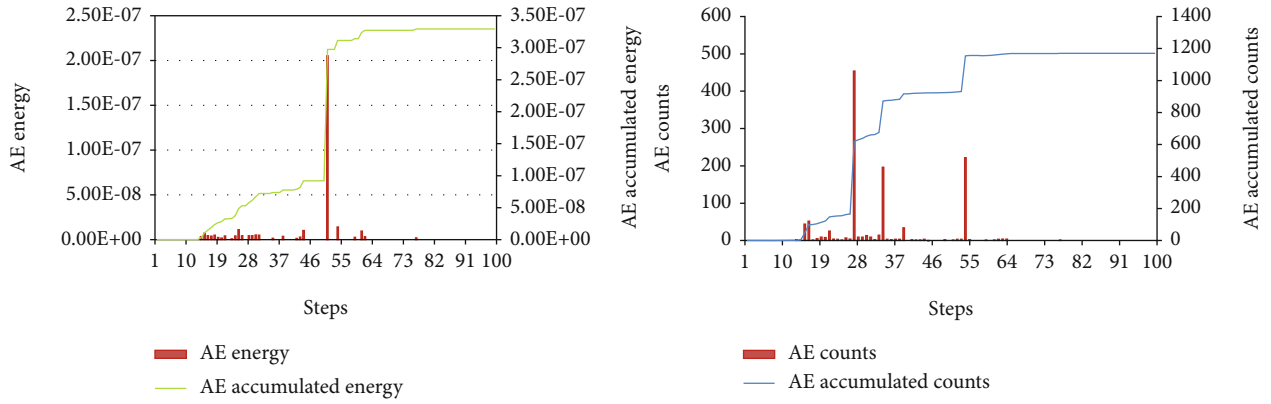 AE energy
2.50E-07
2.00E-07
1.50E-07
1.00E-07
5.00E-08
0.00E+00
3.50E-07
3.00E-07
2.50E-07
2.00E-07
1.50E-07
1.00E-07
5.00E-08
0.00E+00
AE accumulated energy
1 10 19 28 37 46 55 64 73 82 91 100
Steps
AE energy
AE accumulated energy
AE counts
600
500
400
300
200
100
0
1400
1200
1000
800
600
400
200
0
AE accumulated counts
1 10 19 28 37 46 55 64 73 82 91 100
Steps
AE counts
AE accumulated counts